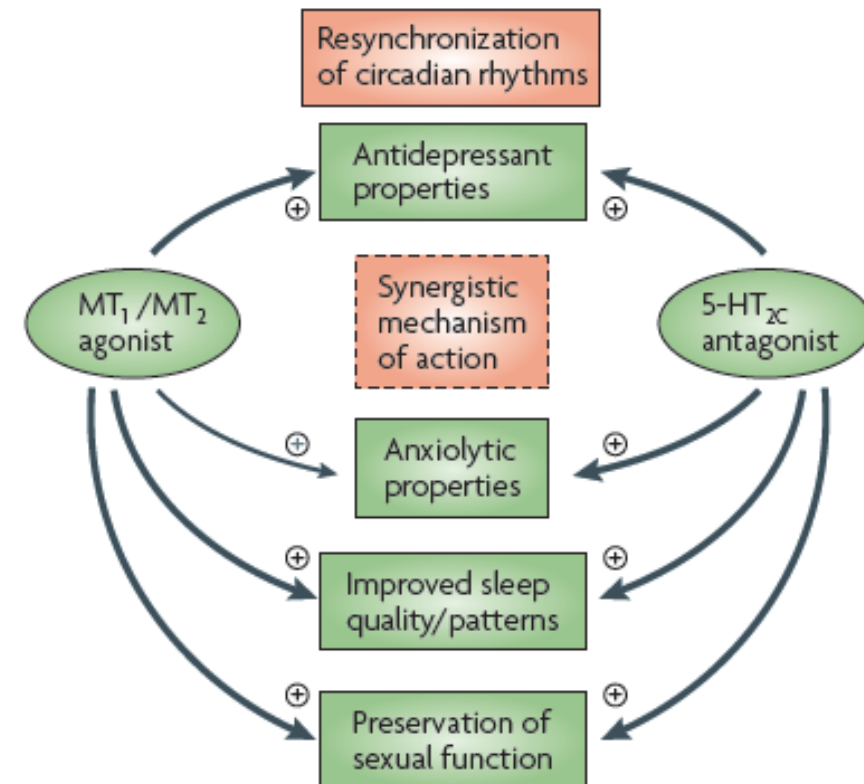 Resynchronization
of circadian rhythms
Antidepressant
properties
⊕
⊕
MT₁/MT₂
agonist
Synergistic
mechanism
of action
5-HT₂C
antagonist
⊕
⊕
Anxiolytic
properties
⊕
⊕
Improved sleep
quality/patterns
⊕
⊕
Preservation of
sexual function